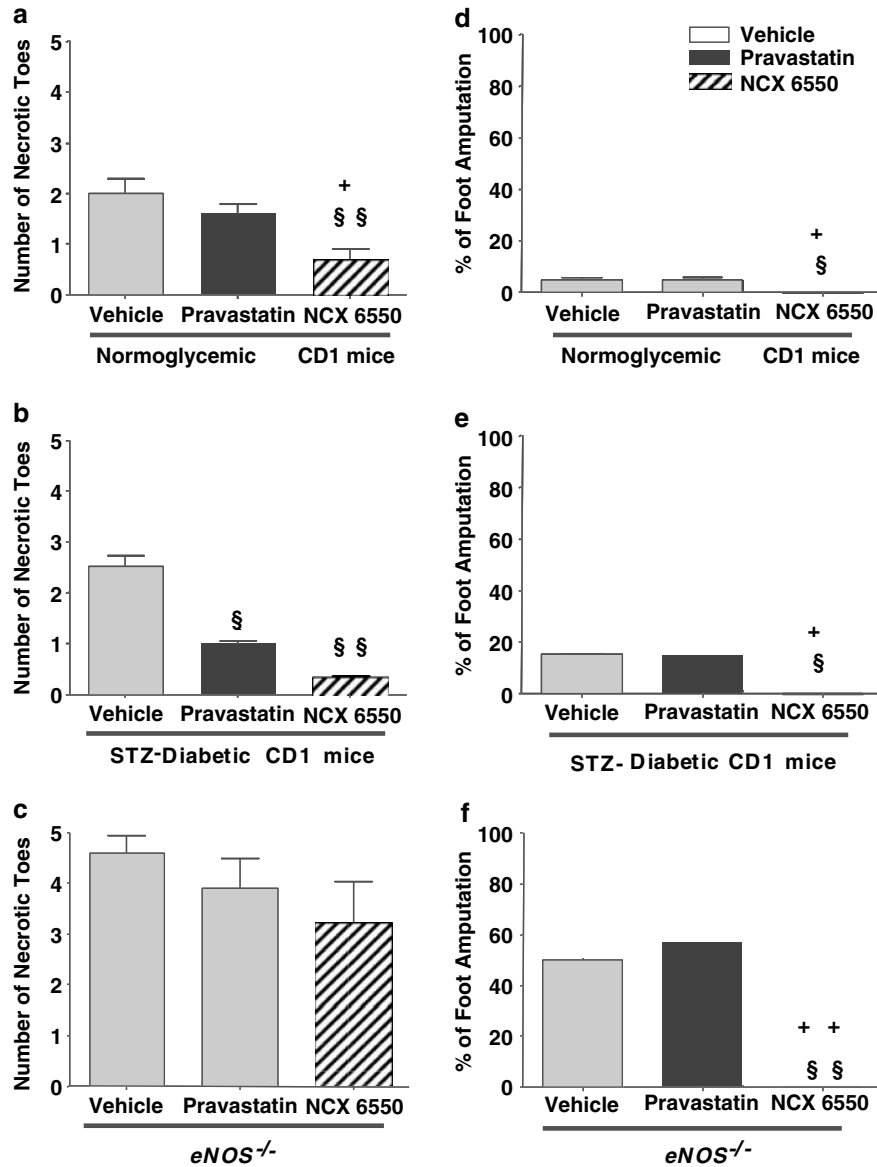 a
Number of Necrotic Toes
5
4
3
2
1
0
+
§ §
Vehicle Pravastatin NCX 6550
Normoglycemic CD1 mice
d
% of Foot Amputation
100
80
60
40
20
0
Vehicle
Pravastatin
NCX 6550
+
§
Vehicle Pravastatin NCX 6550
Normoglycemic CD1 mice
b
Number of Necrotic Toes
5
4
3
2
1
0
§
§ §
Vehicle Pravastatin NCX 6550
STZ-Diabetic CD1 mice
e
% of Foot Amputation
100
80
60
40
20
0
+
§
Vehicle Pravastatin NCX 6550
STZ- Diabetic CD1 mice
c
Number of Necrotic Toes
5
4
3
2
1
0
Vehicle Pravastatin NCX 6550
eNOS-/-
f
% of Foot Amputation
100
80
60
40
20
0
+ +
§ §
Vehicle Pravastatin NCX 6550
eNOS-/-